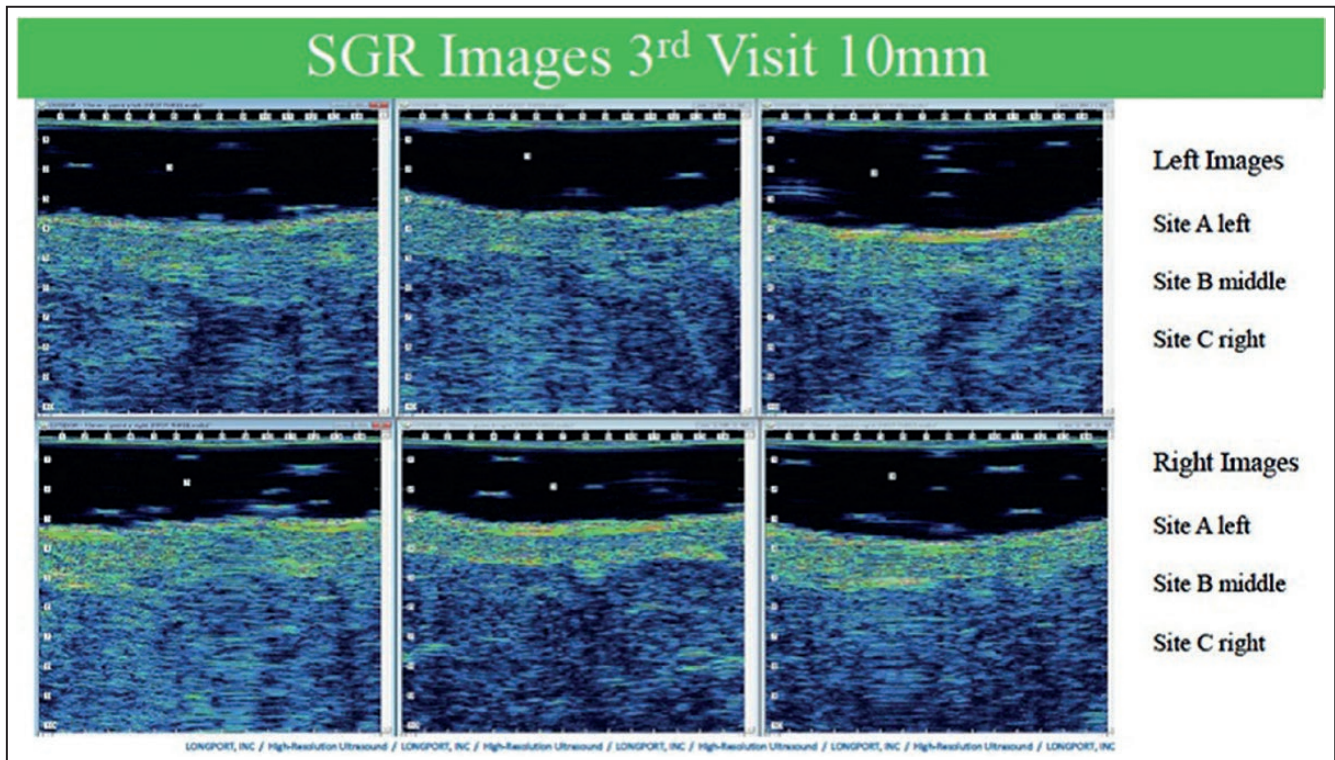 SGR Images 3rd Visit 10mm
Left Images
Site A left
Site B middle
Site C right
Right Images
Site A left
Site B middle
Site C right
LONGPORT, INC / High-Resolution Ultrasound / LONGPORT, INC / High-Resolution Ultrasound / LONGPORT, INC / High-Resolution Ultrasound / LONGPORT, INC / High-Resolution Ultrasound / LONGPORT, INC